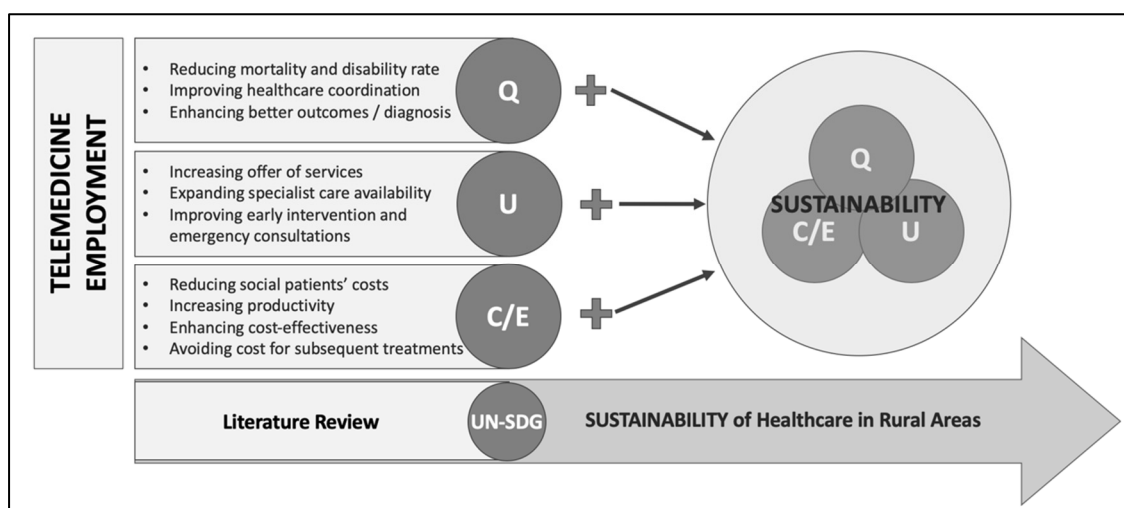 TELEMEDICINE
EMPLOYMENT
• Reducing mortality and disability rate
• Improving healthcare coordination
• Enhancing better outcomes / diagnosis
Q
• Increasing offer of services
• Expanding specialist care availability
• Improving early intervention and
emergency consultations
U
• Reducing social patients’ costs
• Increasing productivity
• Enhancing cost-effectiveness
• Avoiding cost for subsequent treatments
C/E
Q
SUSTAINABILITY
C/E
U
Literature Review
UN-SDG
SUSTAINABILITY of Healthcare in Rural Areas